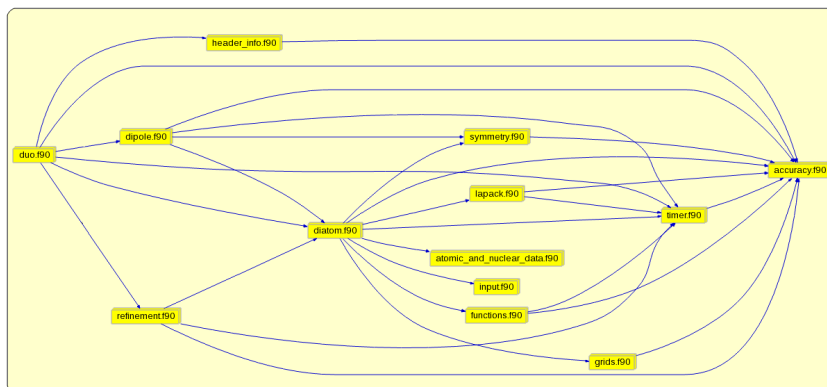 header_info.f90
dipole.f90
symmetry.f90
duo.f90
accuracy.f90
lapack.f90
timer.f90
diatom.f90
atomic_and_nuclear_data.f90
input.f90
refinement.f90
functions.f90
grids.f90